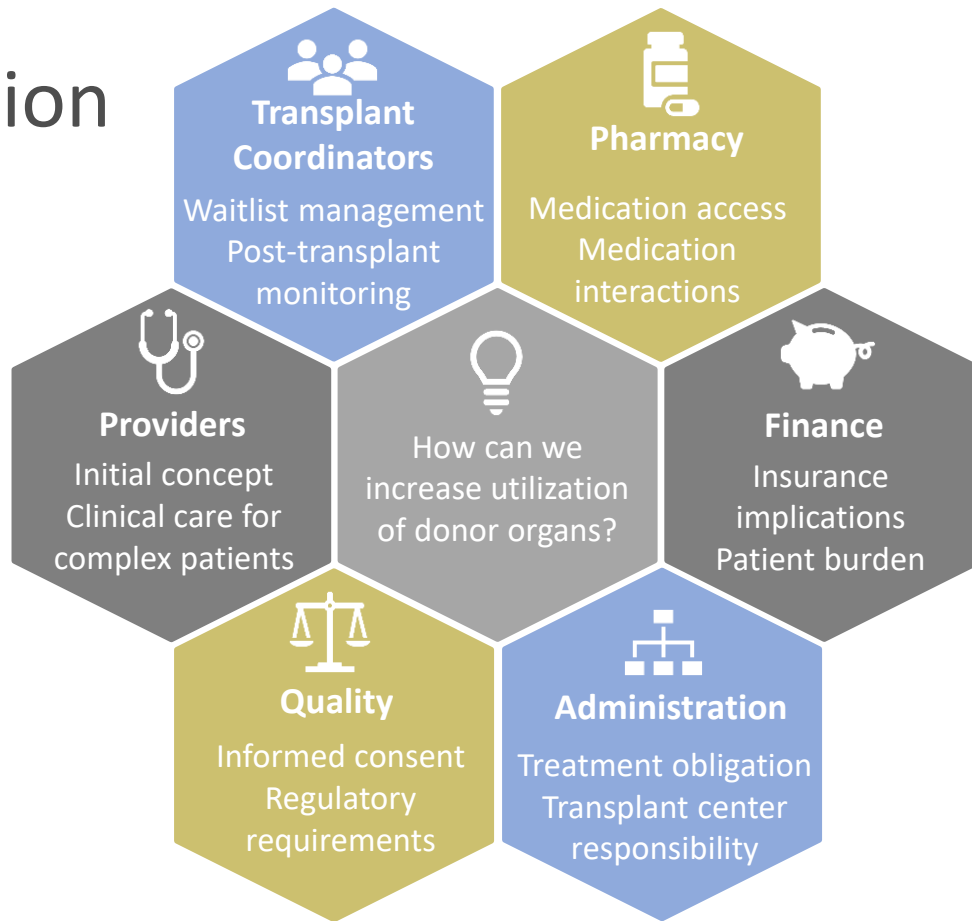 ion
Transplant
Coordinators
Waitlist management
Post-transplant
monitoring
Pharmacy
Medication access
Medication
interactions
Providers
Initial concept
Clinical care for
complex patients
How can we
increase utilization
of donor organs?
Finance
Insurance
implications
Patient burden
Quality
Informed consent
Regulatory
requirements
Administration
Treatment obligation
Transplant center
responsibility